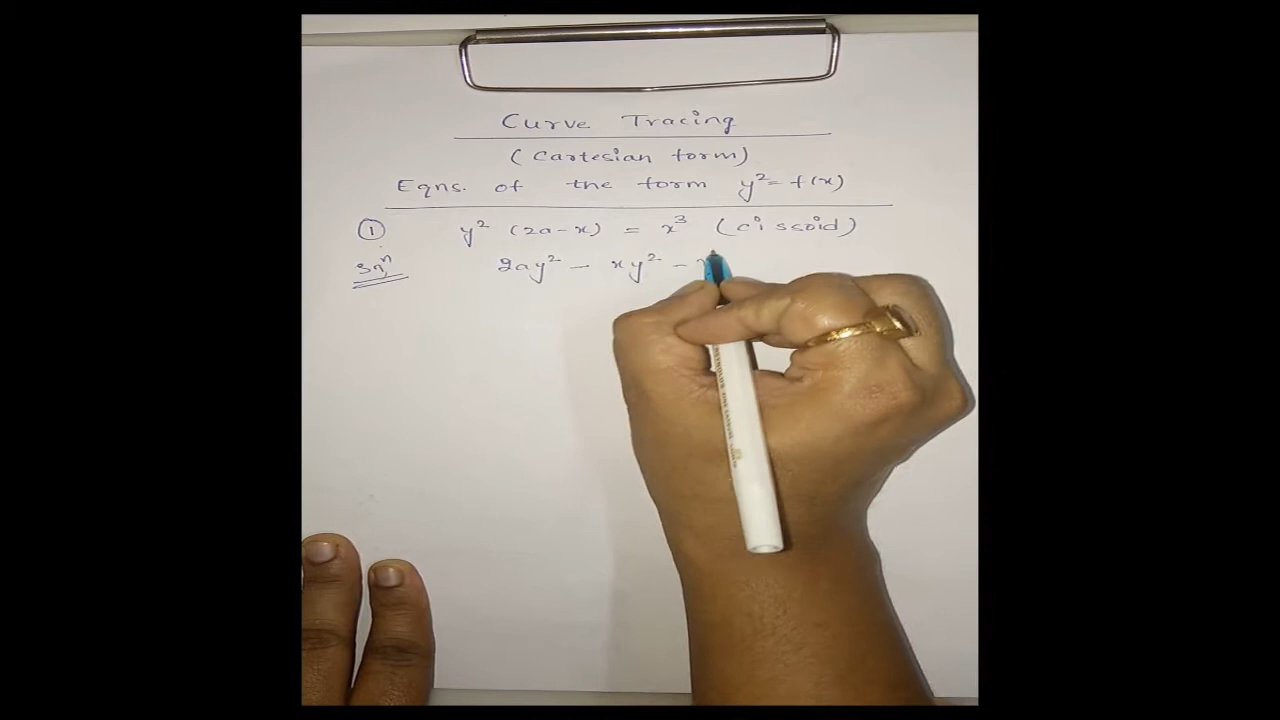 Curve Tracing
(Cartesian form)
Eqns. of the form y² = f(x)
① y² (2a - x) = x³ (cissoid)
Sol^n 2ay² - xy² -